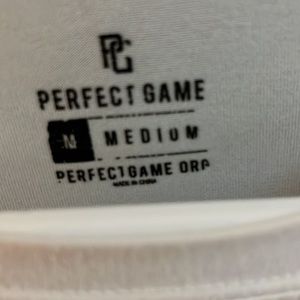 PG
PERFECT GAME
M MEDIUM
PERFECTGAME ORG
MADE IN CHINA